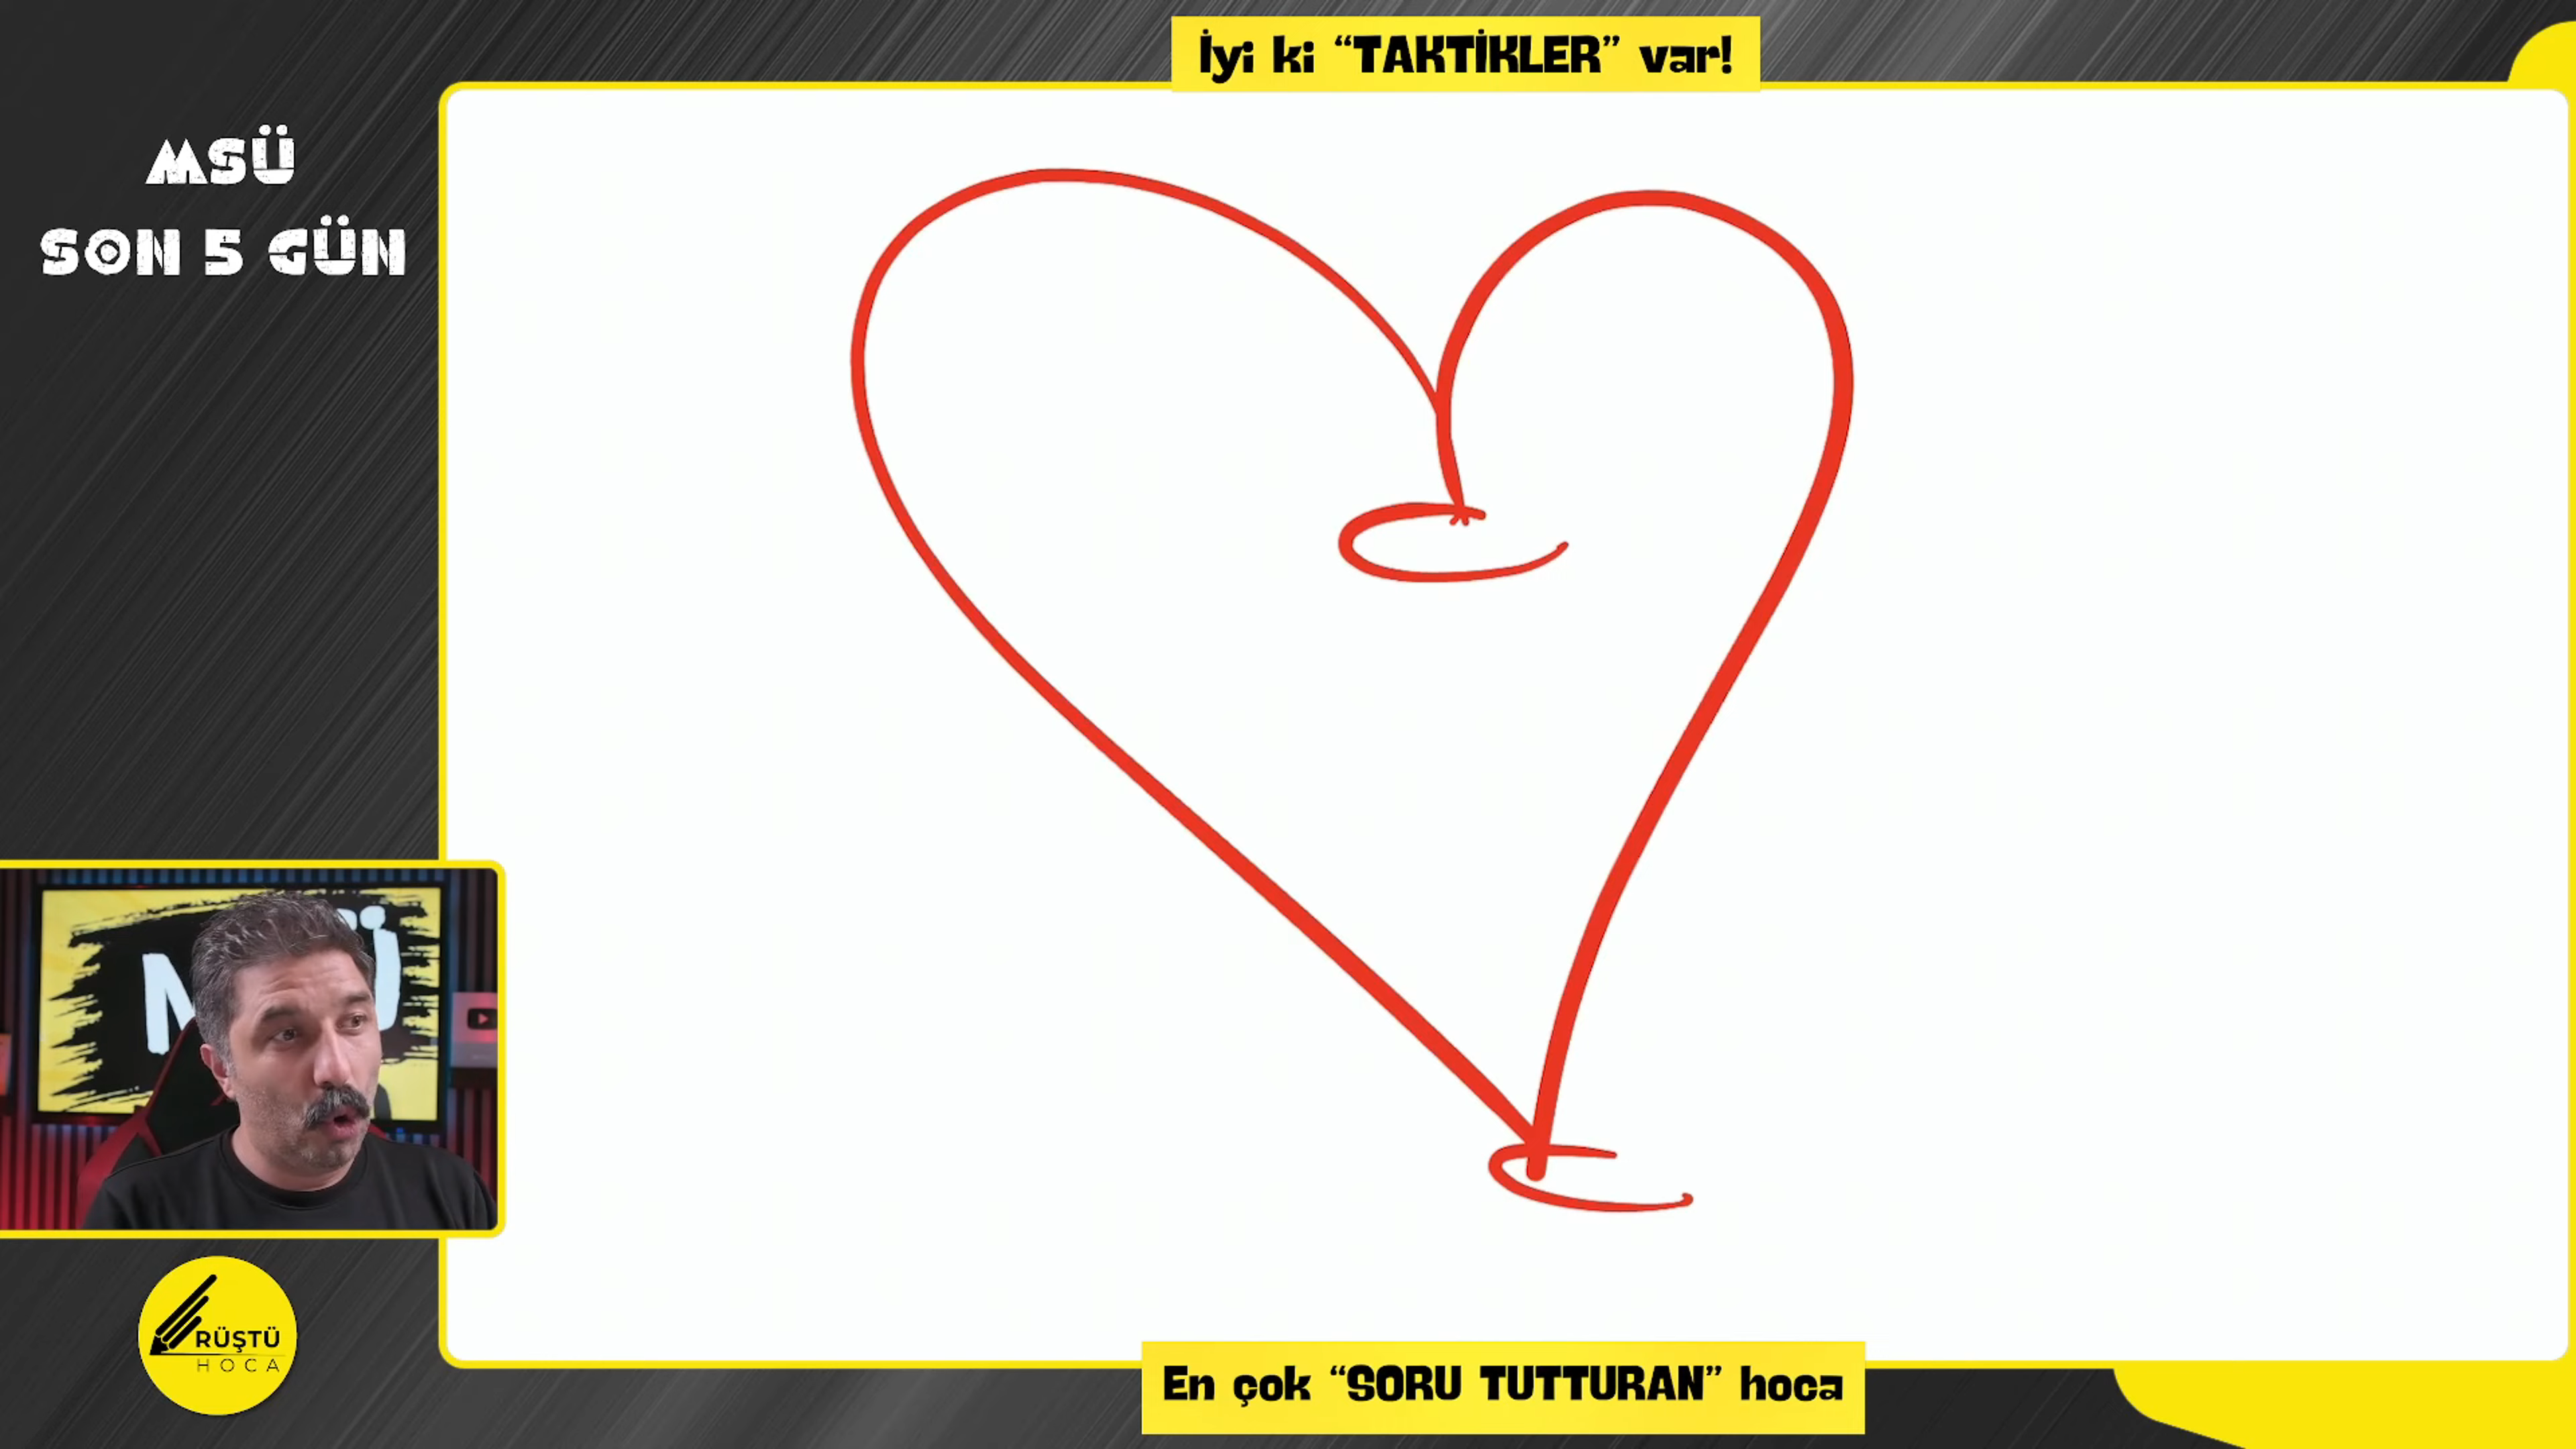 İyi ki “TAKTİKLER” var!
MSÜ
SON 5 GÜN
RÜŞTÜ
HOCA
En çok “SORU TUTTURAN” hoca